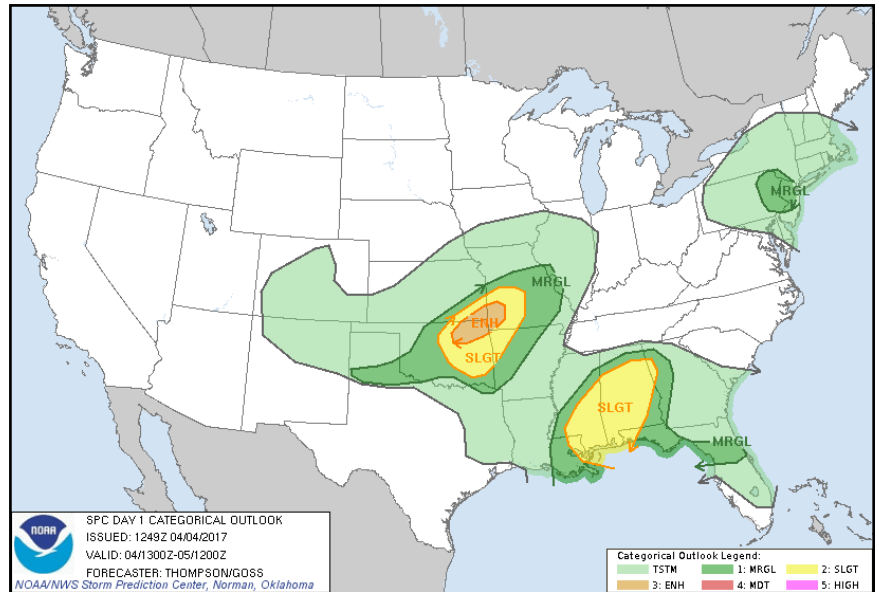 MRGL
MRGL
ENH
SLGT
SLGT
MRGL
NOAA
SPC DAY 1 CATEGORICAL OUTLOOK
ISSUED: 1249Z 04/04/2017
VALID: 04/1300Z-05/1200Z
FORECASTER: THOMPSON/GOSS
NOAA/NWS Storm Prediction Center, Norman, Oklahoma
Categorical Outlook Legend:
TSTM 1: MRGL 2: SLGT
3: ENH 4: MDT 5: HIGH